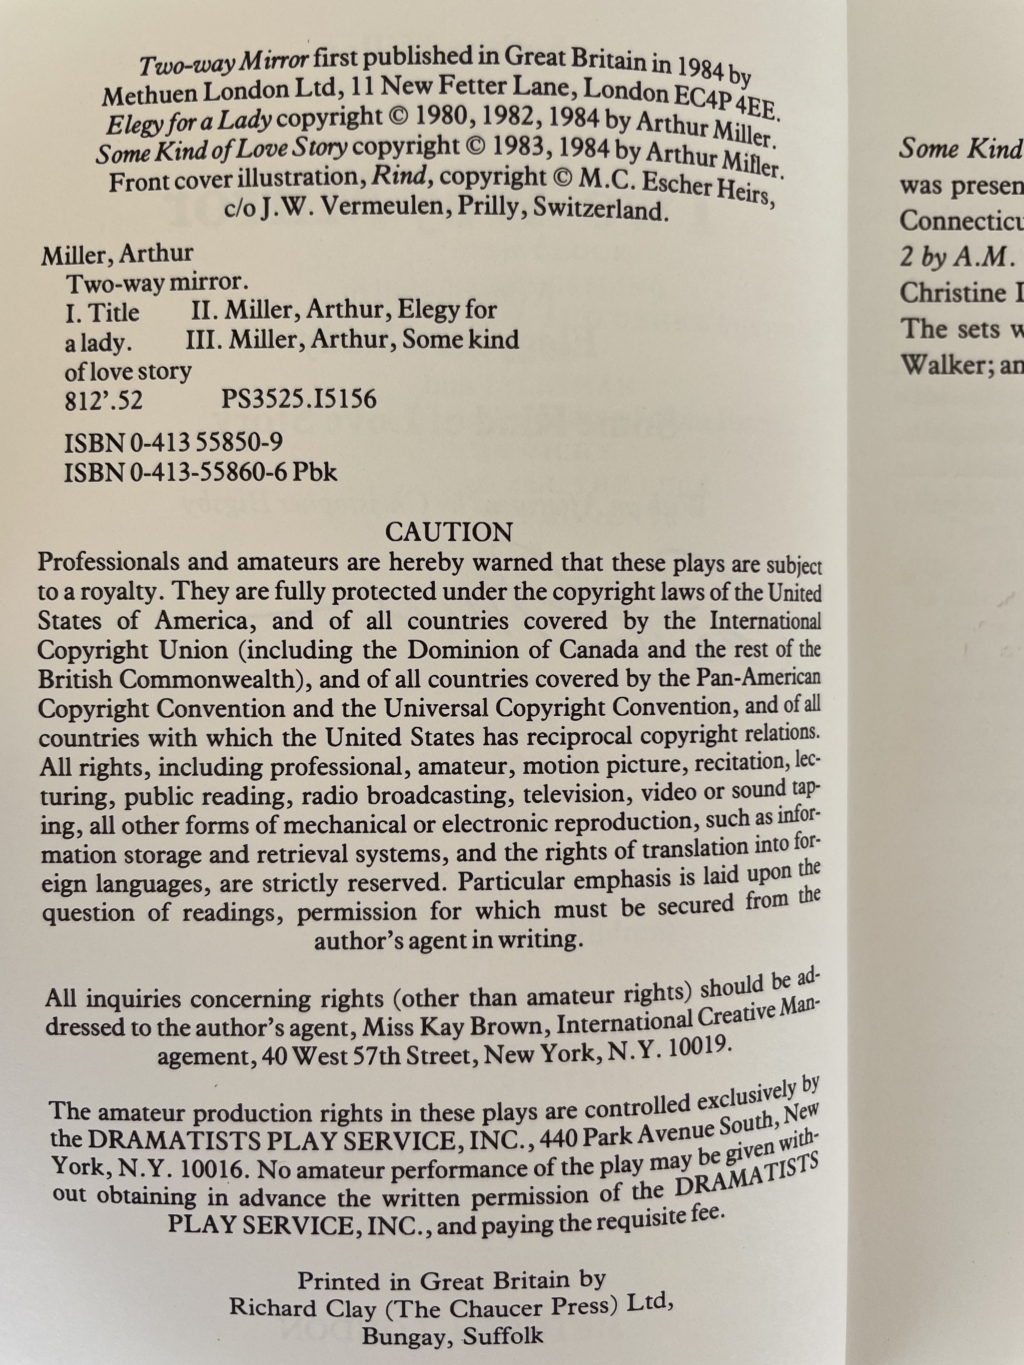 Two-way Mirror first published in Great Britain in 1984 by
Methuen London Ltd, 11 New Fetter Lane, London EC4P 4EE.
Elegy for a Lady copyright © 1980, 1982, 1984 by Arthur Miller.
Some Kind of Love Story copyright © 1983, 1984 by Arthur Miller.
Front cover illustration, Rind, copyright © M.C. Escher Heirs,
c/o J.W. Vermeulen, Prilly, Switzerland.
Miller, Arthur
Two-way mirror.
I. Title II. Miller, Arthur, Elegy for
a lady. III. Miller, Arthur, Some kind
of love story
812'.52 PS3525.I5156
ISBN 0-413 55850-9
ISBN 0-413-55860-6 Pbk
CAUTION
Professionals and amateurs are hereby warned that these plays are subject
to a royalty. They are fully protected under the copyright laws of the United
States of America, and of all countries covered by the International
Copyright Union (including the Dominion of Canada and the rest of the
British Commonwealth), and of all countries covered by the Pan-American
Copyright Convention and the Universal Copyright Convention, and of all
countries with which the United States has reciprocal copyright relations.
All rights, including professional, amateur, motion picture, recitation, lec-
turing, public reading, radio broadcasting, television, video or sound tap-
ing, all other forms of mechanical or electronic reproduction, such as infor-
mation storage and retrieval systems, and the rights of translation into for-
eign languages, are strictly reserved. Particular emphasis is laid upon the
question of readings, permission for which must be secured from the
author's agent in writing.
All inquiries concerning rights (other than amateur rights) should be ad-
dressed to the author's agent, Miss Kay Brown, International Creative Man-
agement, 40 West 57th Street, New York, N.Y. 10019.
The amateur production rights in these plays are controlled exclusively by
the DRAMATISTS PLAY SERVICE, INC., 440 Park Avenue South, New
York, N.Y. 10016. No amateur performance of the play may be given with-
out obtaining in advance the written permission of the DRAMATISTS
PLAY SERVICE, INC., and paying the requisite fee.
Printed in Great Britain by
Richard Clay (The Chaucer Press) Ltd,
Bungay, Suffolk
Some Kind
was presen
Connecticu
2 by A.M.
Christine
The sets w
Walker; an